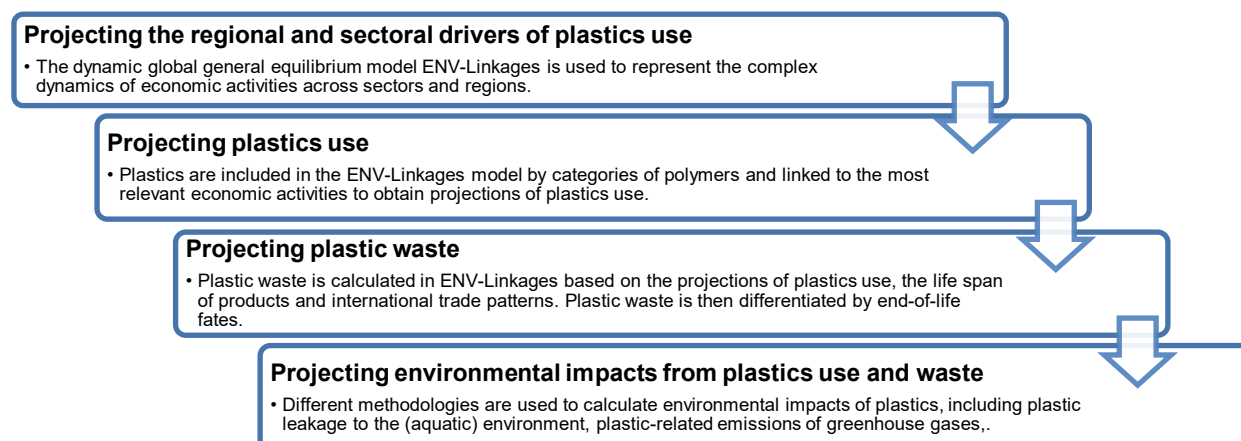 Projecting the regional and sectoral drivers of plastics use
• The dynamic global general equilibrium model ENV-Linkages is used to represent the complex
dynamics of economic activities across sectors and regions.
Projecting plastics use
• Plastics are included in the ENV-Linkages model by categories of polymers and linked to the most
relevant economic activities to obtain projections of plastics use.
Projecting plastic waste
• Plastic waste is calculated in ENV-Linkages based on the projections of plastics use, the life span
of products and international trade patterns. Plastic waste is then differentiated by end-of-life
fates.
Projecting environmental impacts from plastics use and waste
• Different methodologies are used to calculate environmental impacts of plastics, including plastic
leakage to the (aquatic) environment, plastic-related emissions of greenhouse gases,.